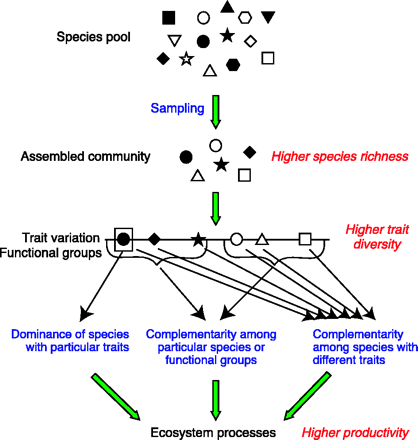 Species pool
Sampling
Assembled community
Higher species richness
Higher trait
diversity
Trait variation
Functional groups
Dominance of species
with particular traits
Complementarity among
particular species or
functional groups
Complementarity
among species with
different traits
Ecosystem processes
Higher productivity